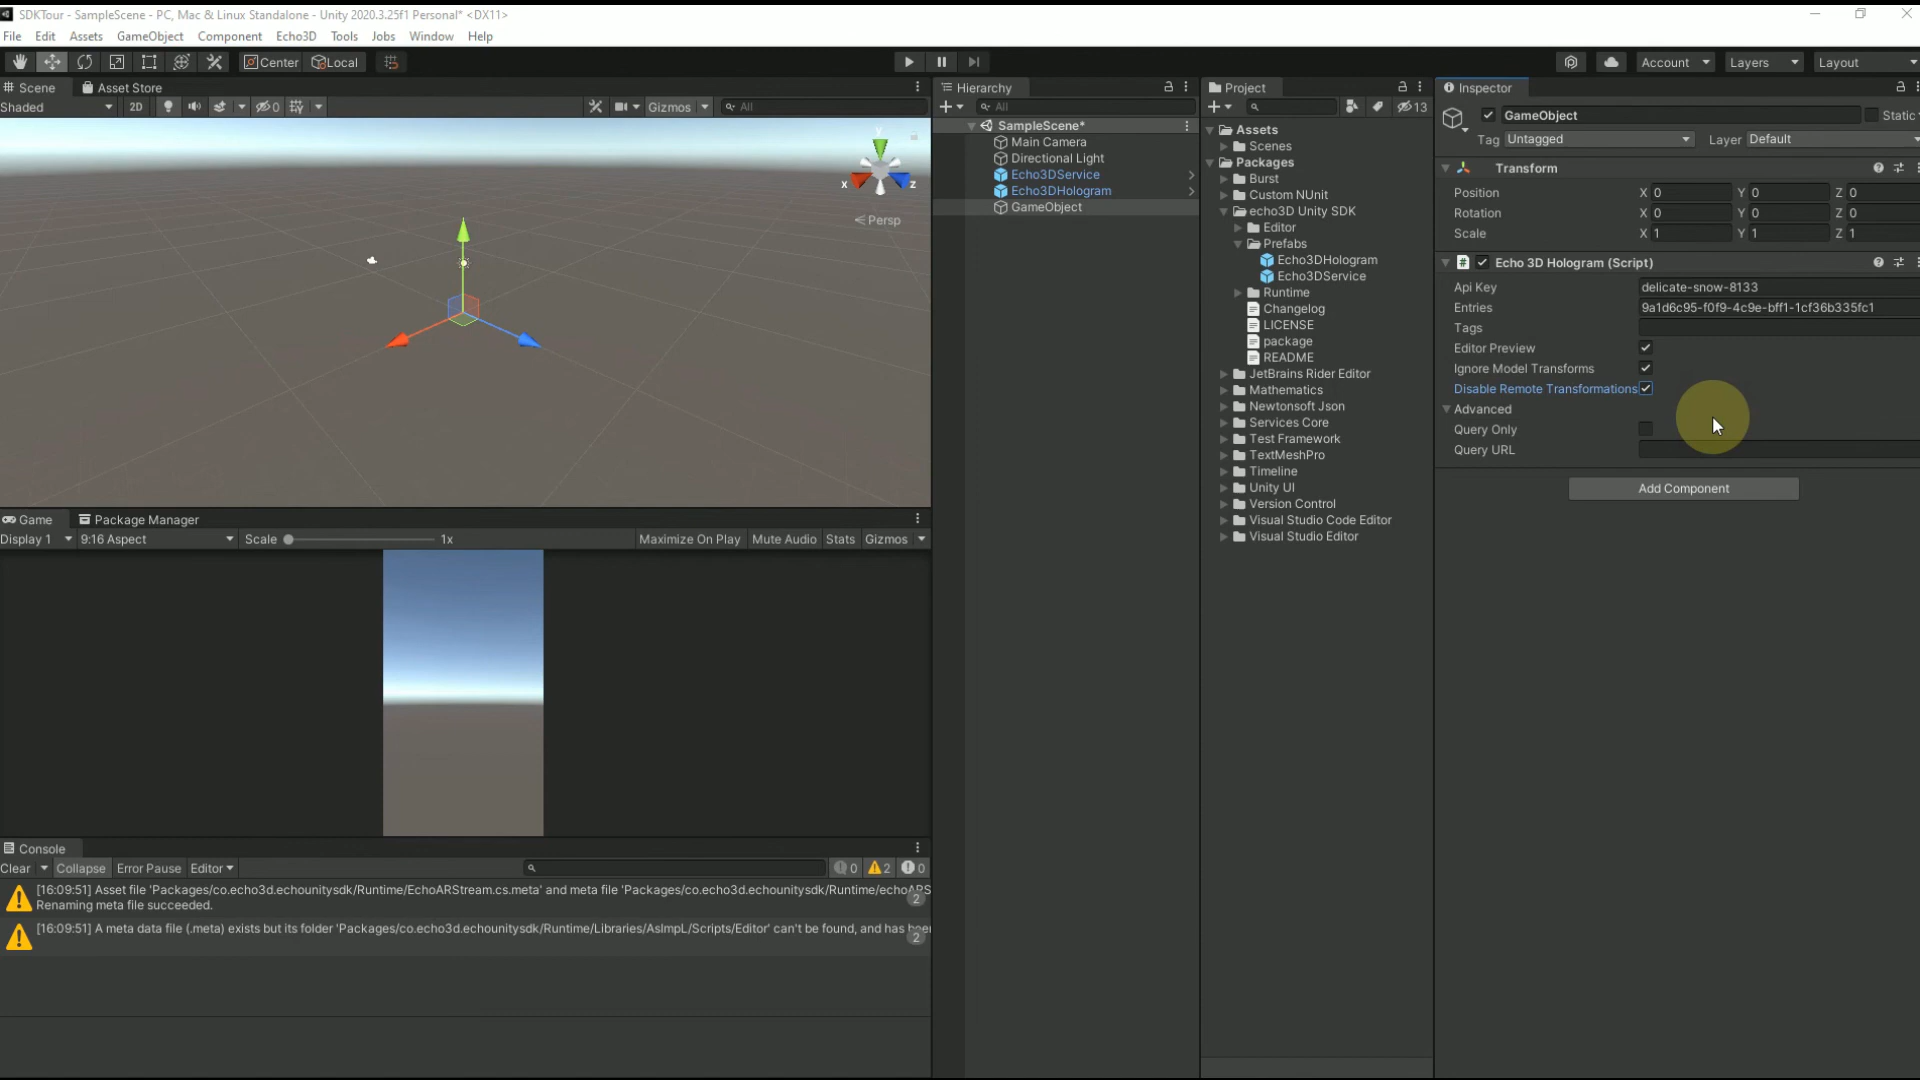 SDKTour - SampleScene - PC, Mac & Linux Standalone - Unity 2020.3.25f1 Personal* <DX11>
File Edit Assets GameObject Component Echo3D Tools Jobs Window Help
Center Local Account Layers Layout
Scene Asset Store
Shaded 2D 0 Gizmos All
y
x z
Persp
Game Package Manager
Display 1 9:16 Aspect Scale 1x Maximize On Play Mute Audio Stats Gizmos
Console
Clear Collapse Error Pause Editor 0 2 0
[16:09:51] Asset file 'Packages/co.echo3d.echounitysdk/Runtime/EchoARStream.cs.meta' and meta file 'Packages/co.echo3d.echounitysdk/Runtime/echoARS
Renaming meta file succeeded.
2
[16:09:51] A meta data file (.meta) exists but its folder 'Packages/co.echo3d.echounitysdk/Runtime/Libraries/AsImpL/Scripts/Editor' can't be found, and has
2
Hierarchy
All
SampleScene*
Main Camera
Directional Light
Echo3DService
Echo3DHologram
GameObject
Project
13
Assets
Scenes
Packages
Burst
Custom NUnit
echo3D Unity SDK
Editor
Prefabs
Echo3DHologram
Echo3DService
Runtime
Changelog
LICENSE
package
README
JetBrains Rider Editor
Mathematics
Newtonsoft Json
Services Core
Test Framework
TextMeshPro
Timeline
Unity UI
Version Control
Visual Studio Code Editor
Visual Studio Editor
Inspector
GameObject Static
Tag Untagged Layer Default
Transform
Position X 0 Y 0 Z 0
Rotation X 0 Y 0 Z 0
Scale X 1 Y 1 Z 1
# Echo 3D Hologram (Script)
Api Key delicate-snow-8133
Entries 9a1d6c95-f0f9-4c9e-bff1-1cf36b335fc1
Tags
Editor Preview
Ignore Model Transforms
Disable Remote Transformations
Advanced
Query Only
Query URL
Add Component